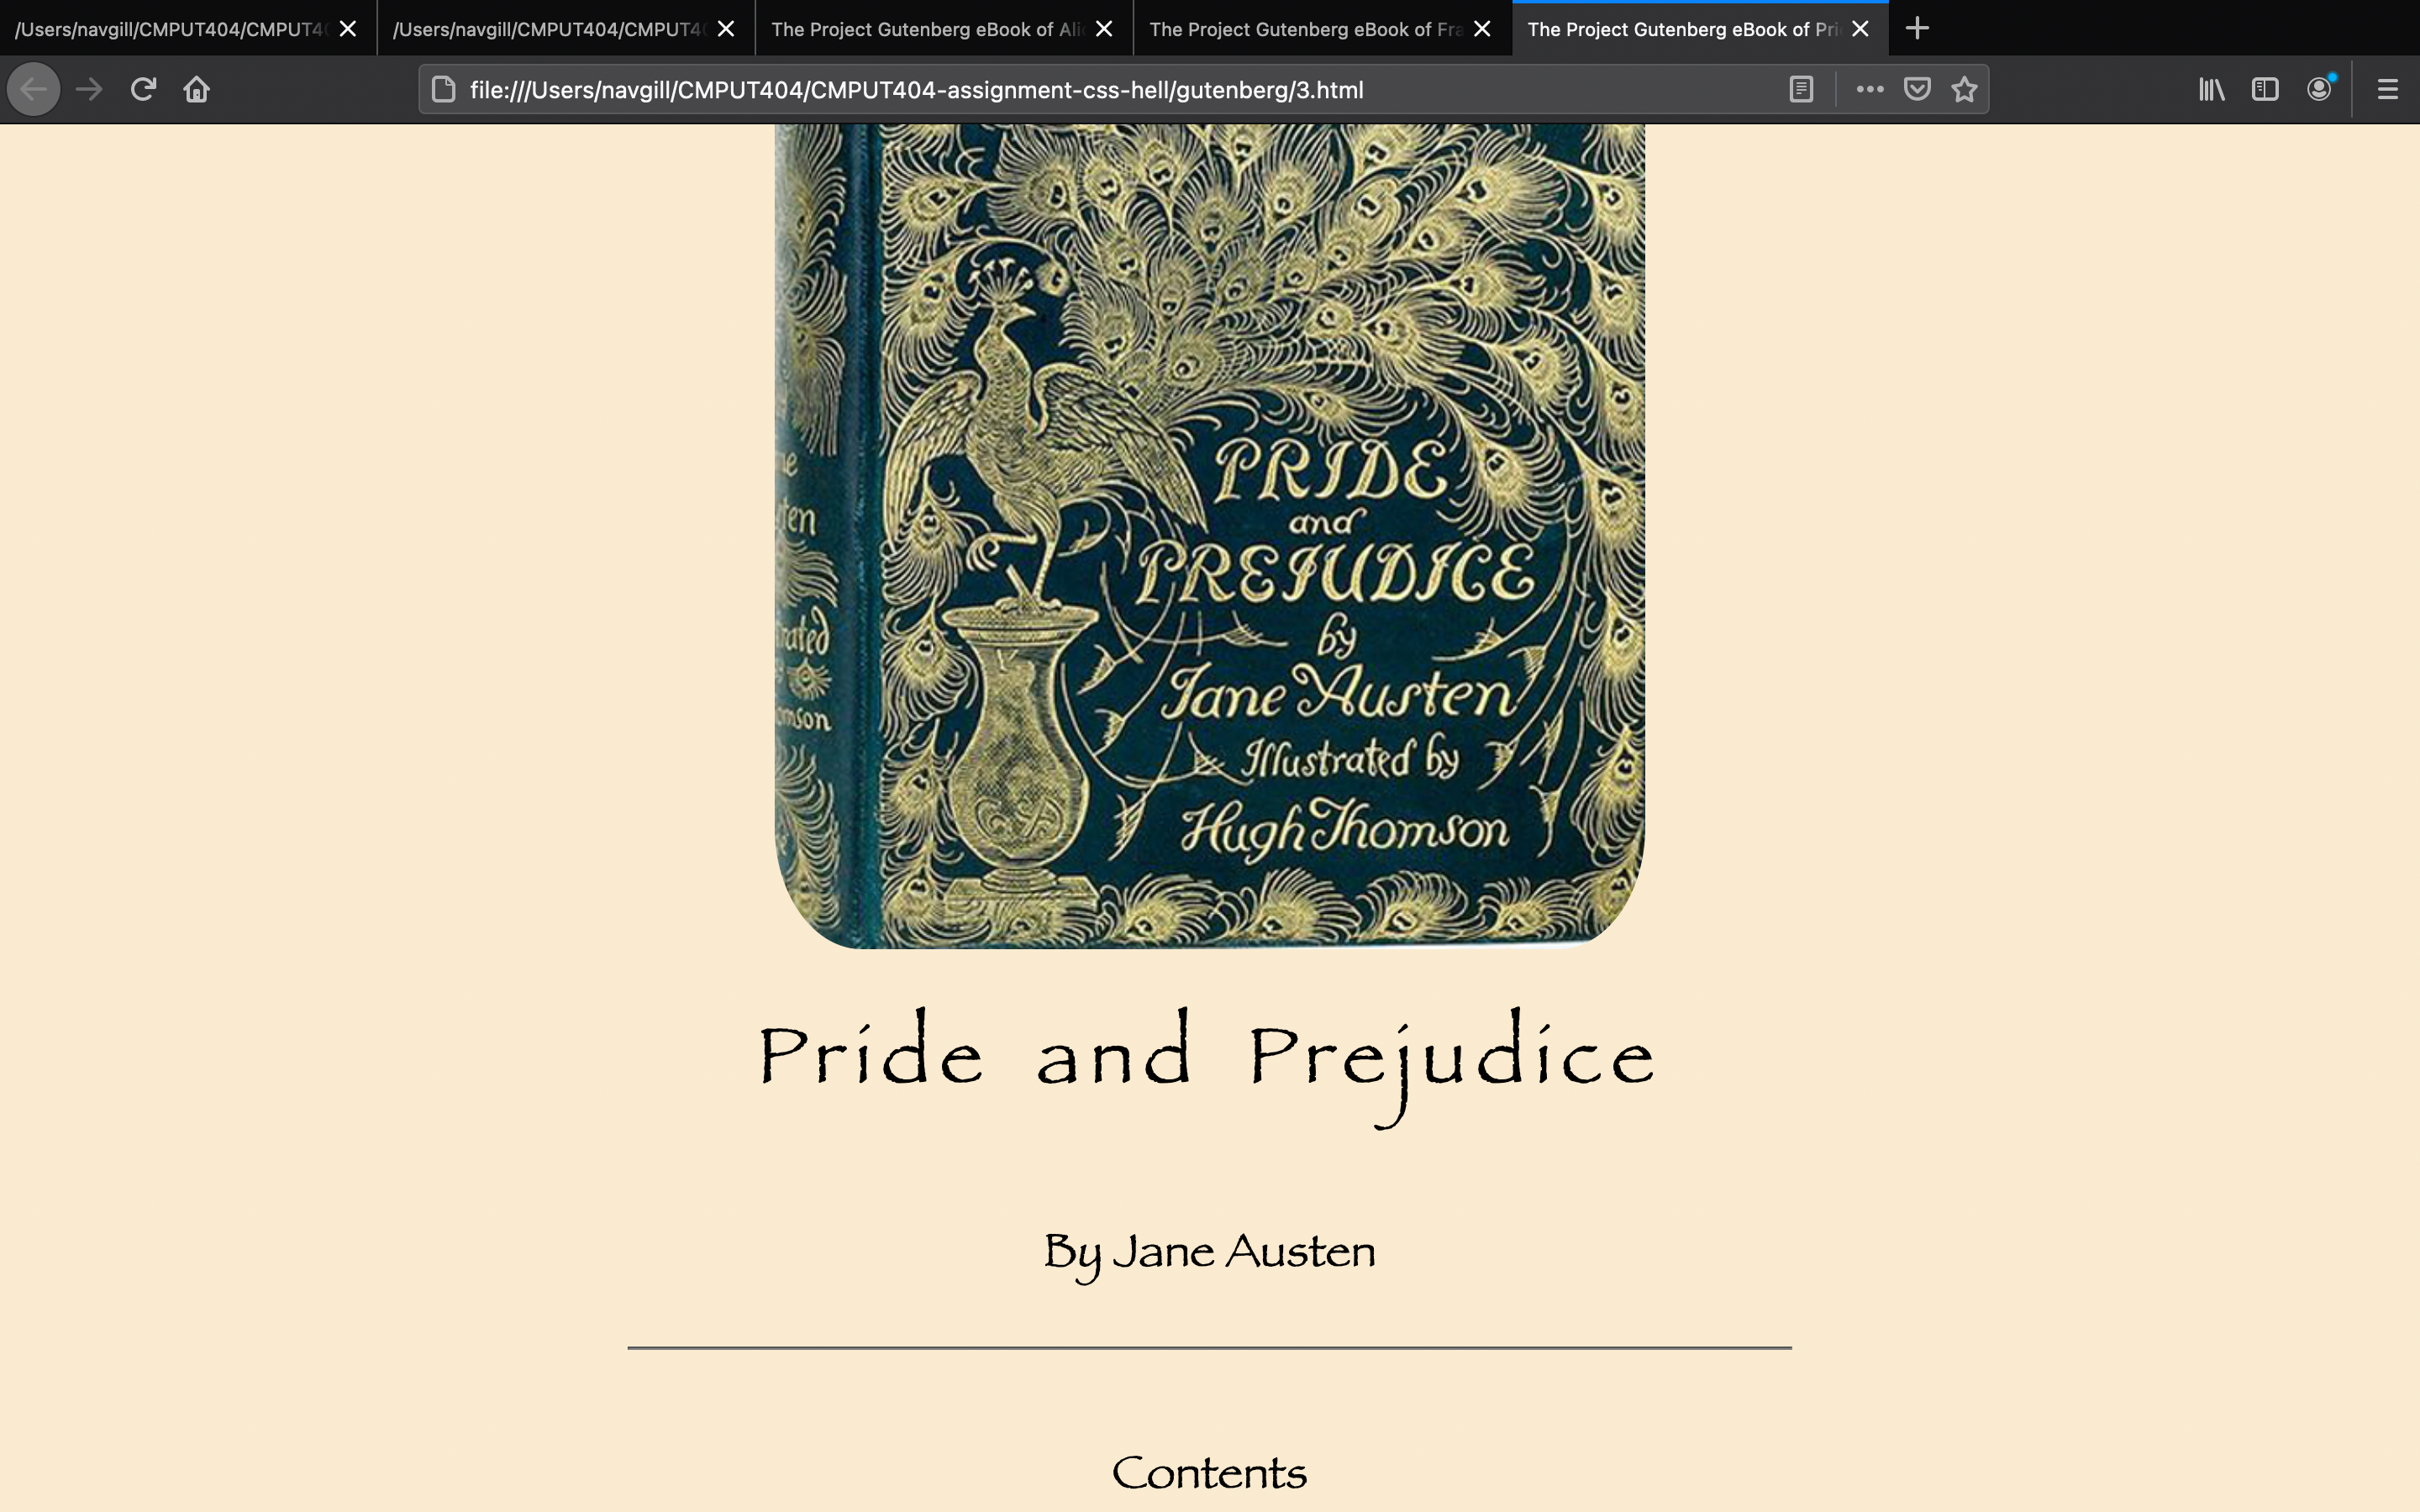 /Users/navgill/CMPUT404/CMPUT4
/Users/navgill/CMPUT404/CMPUT4
The Project Gutenberg eBook of Ali
The Project Gutenberg eBook of Fra
The Project Gutenberg eBook of Pri
file:///Users/navgill/CMPUT404/CMPUT404-assignment-css-hell/gutenberg/3.html
PRIDE
and
PREJUDICE
by
Jane Austen
Illustrated by
Hugh Thomson
Pride and Prejudice
By Jane Austen
Contents